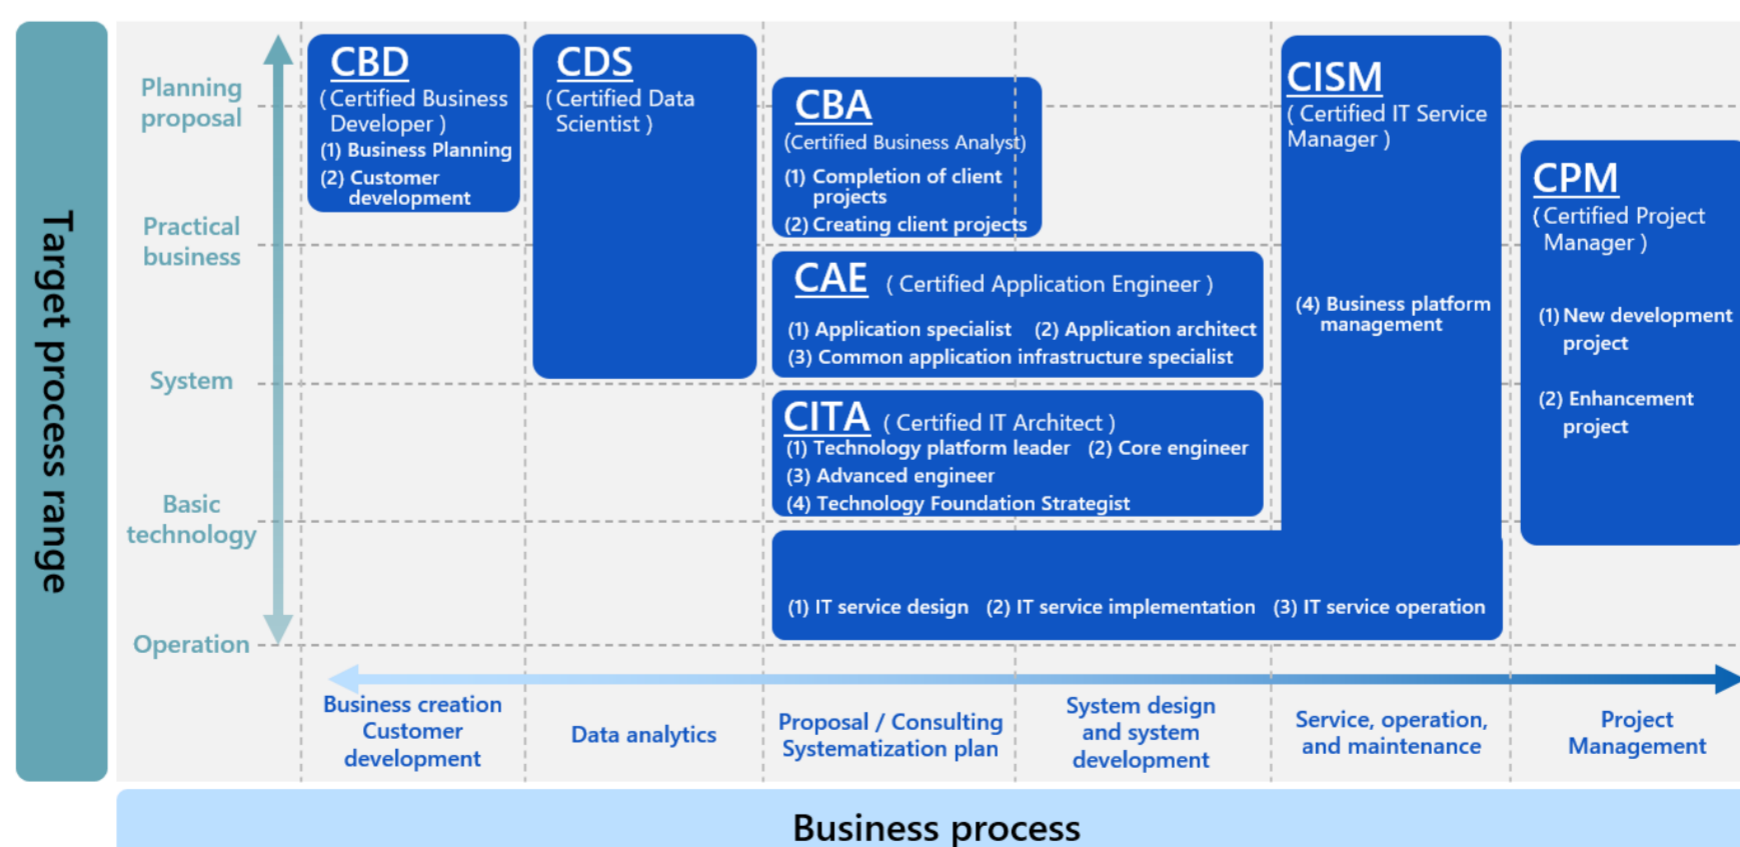 Target process range
Planning
proposal
Practical
business
System
Basic
technology
Operation
CBD
( Certified Business
Developer )
(1) Business Planning
(2) Customer
development
CDS
( Certified Data
Scientist )
CBA
(Certified Business Analyst)
(1) Completion of client
projects
(2) Creating client projects
CAE ( Certified Application Engineer )
(1) Application specialist (2) Application architect
(3) Common application infrastructure specialist
CITA ( Certified IT Architect )
(1) Technology platform leader (2) Core engineer
(3) Advanced engineer
(4) Technology Foundation Strategist
CISM
( Certified IT Service
Manager )
(4) Business platform
management
(1) IT service design (2) IT service implementation (3) IT service operation
CPM
( Certified Project
Manager )
(1) New development
project
(2) Enhancement
project
Business creation
Customer
development
Data analytics
Proposal / Consulting
Systematization plan
System design
and system
development
Service, operation,
and maintenance
Project
Management
Business process